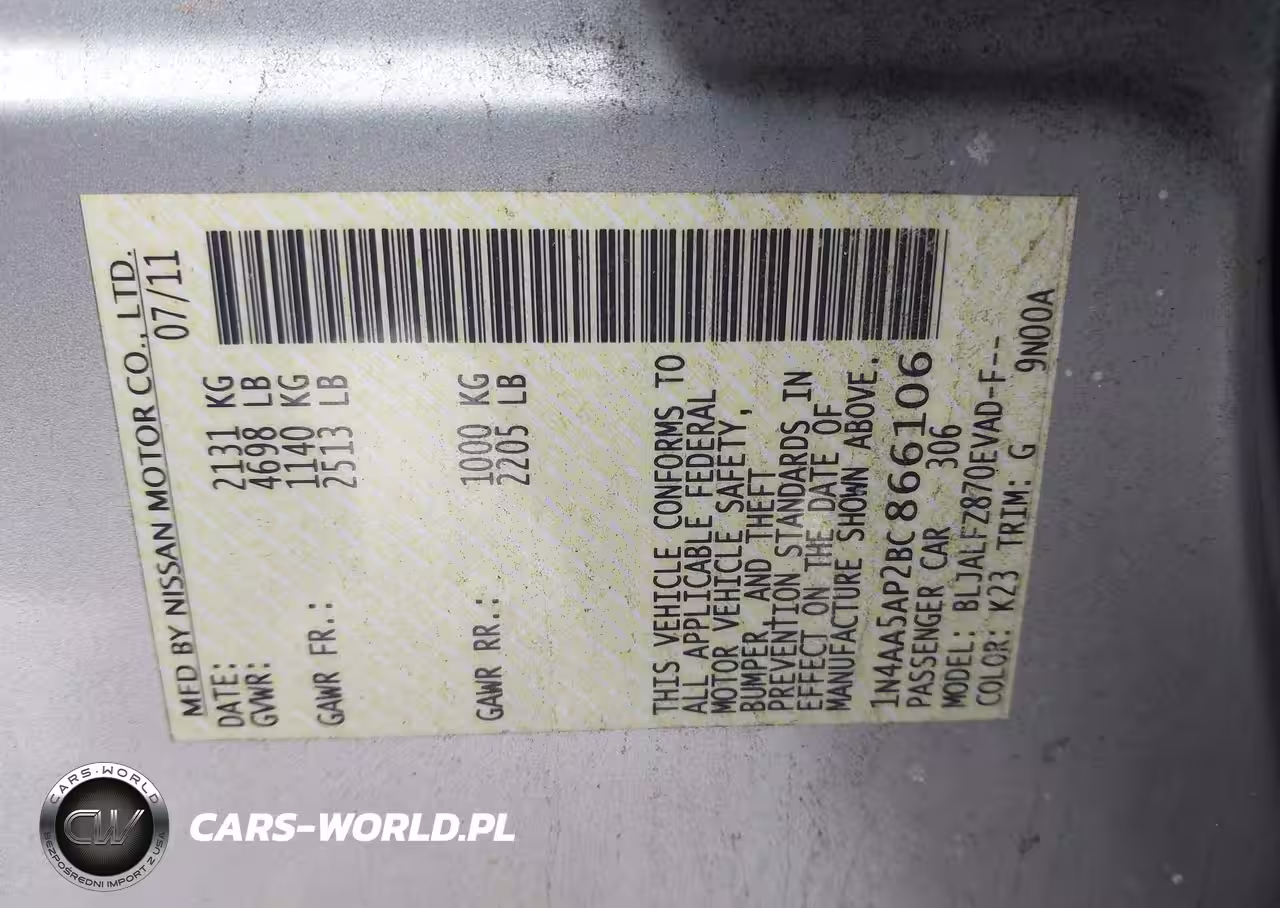 MFD BY NISSAN MOTOR CO., LTD.
DATE: 07/11
GVWR: 2131 KG
4698 LB
GAWR FR.: 1140 KG
2513 LB
GAWR RR.: 1000 KG
2205 LB
THIS VEHICLE CONFORMS TO
ALL APPLICABLE FEDERAL
MOTOR VEHICLE SAFETY,
BUMPER, AND THEFT
PREVENTION STANDARDS IN
EFFECT ON THE DATE OF
MANUFACTURE SHOWN ABOVE.
1N4AA5AP2BC866106
PASSENGER CAR 306
MODEL: BLJALFZ870EVAD-F--
COLOR: K23 TRIM: G 9N00A
CARS-WORLD
CW
BEZPOŚREDNI IMPORT Z USA
CARS-WORLD.PL